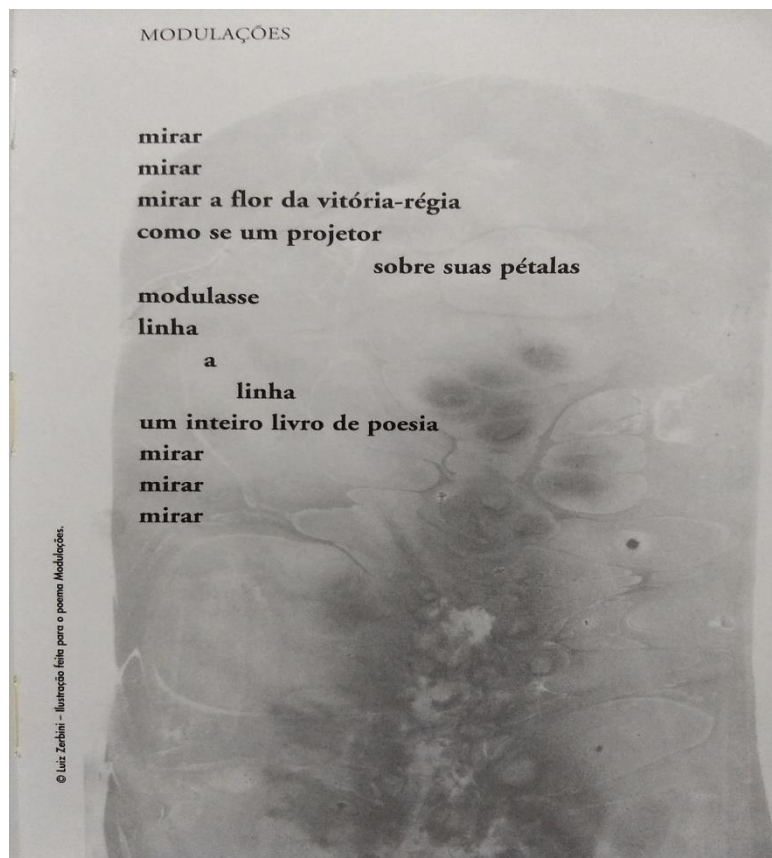 MODULAÇÕES
mirar
mirar
mirar a flor da vitória-régia
como se um projetor
sobre suas pétalas
modulasse
linha
a
linha
um inteiro livro de poesia
mirar
mirar
mirar
© Luiz Zerbini – Ilustração feita para o poema Modulações.